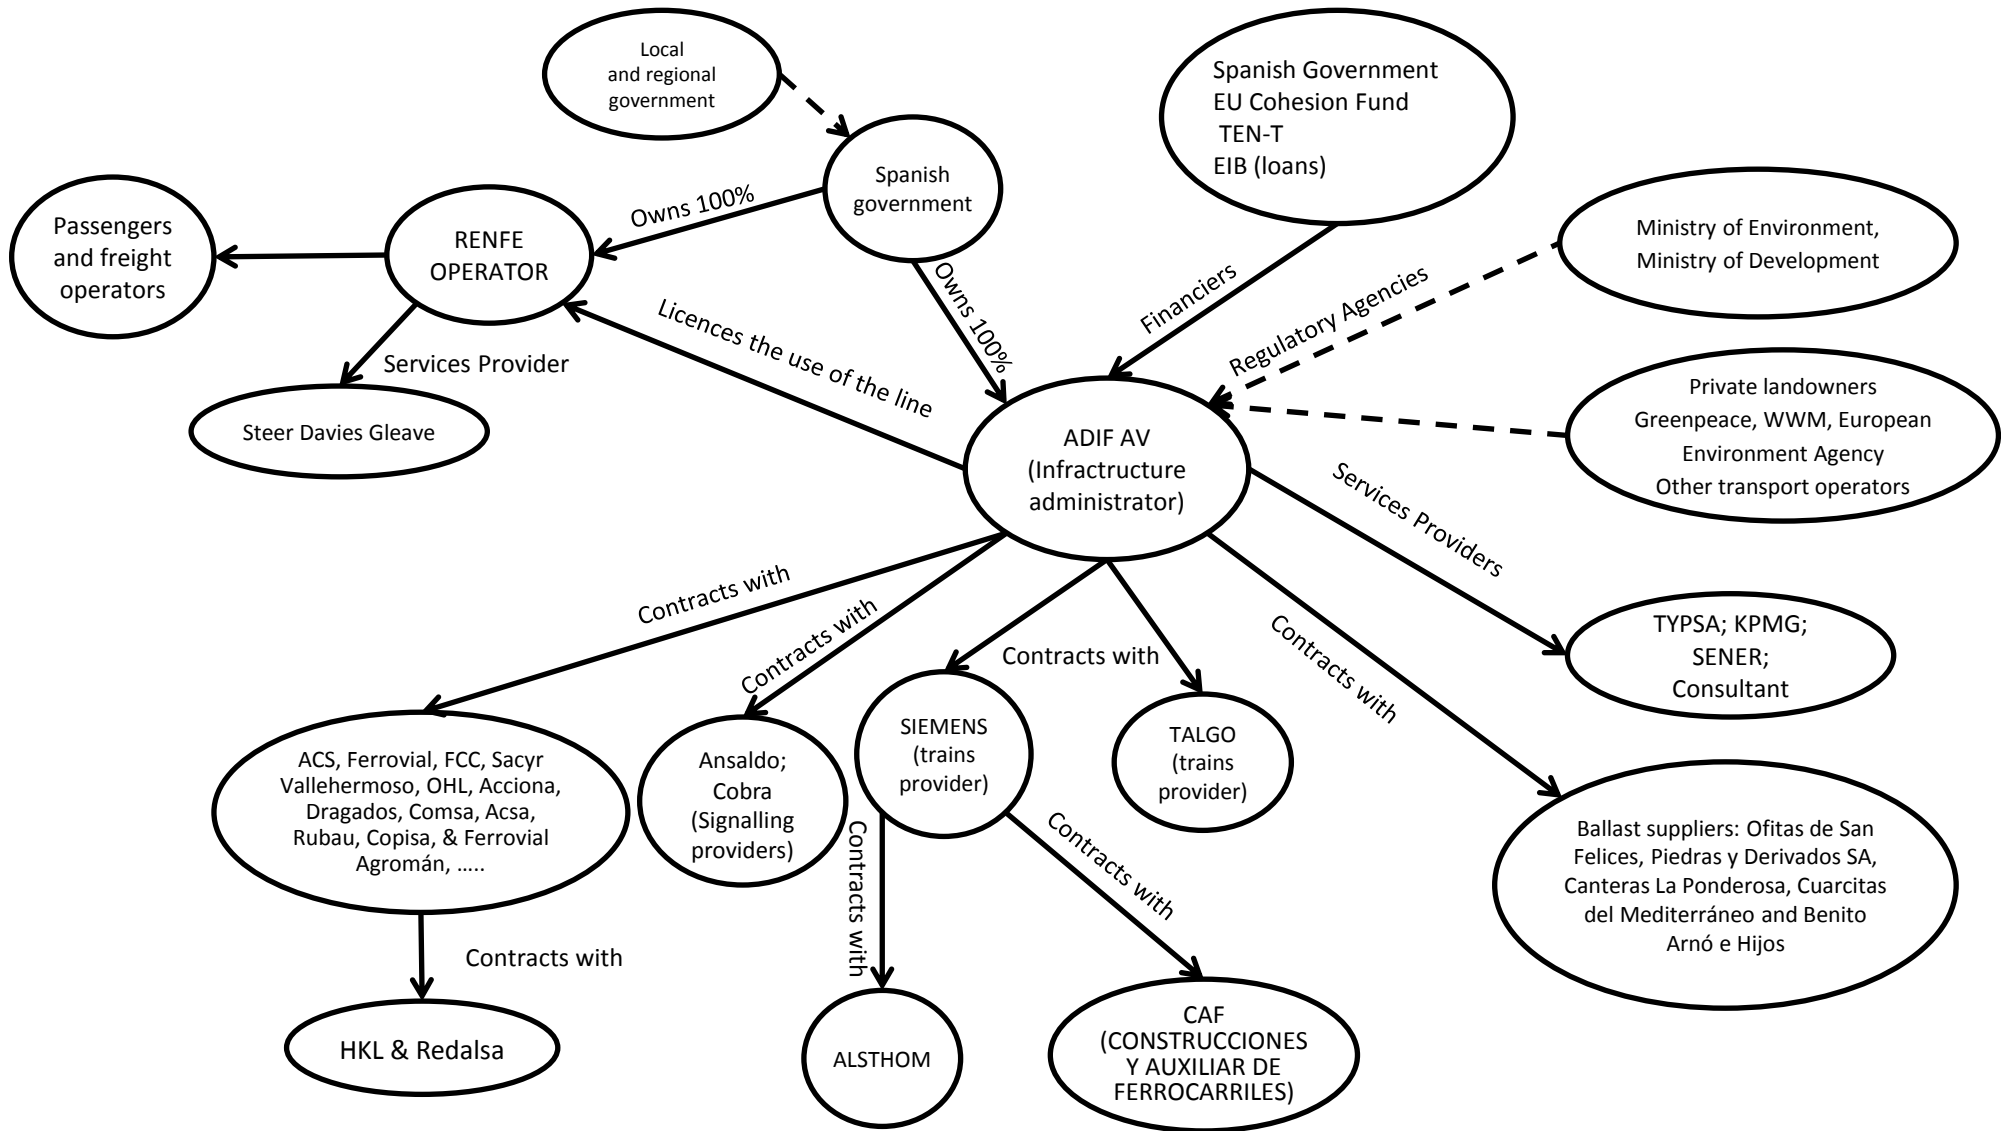 Local
and regional
government
Spanish Government
EU Cohesion Fund
TEN-T
EIB (loans)
Spanish
government
Owns 100%
Passengers
and freight
operators
RENFE
OPERATOR
Ministry of Environment,
Ministry of Development
Owns 100%
Financiers
Regulatory Agencies
Licences the use of the line
Services Provider
Steer Davies Gleave
Private landowners
Greenpeace, WWM, European
Environment Agency
Other transport operators
ADIF AV
(Infractructure
administrator)
Services Providers
Contracts with
Contracts with
Contracts with
Contracts with
TYPSA; KPMG;
SENER;
Consultant
ACS, Ferrovial, FCC, Sacyr
Vallehermoso, OHL, Acciona,
Dragados, Comsa, Acsa,
Rubau, Copisa, & Ferrovial
Agromán, .....
Ansaldo;
Cobra
(Signalling
providers)
SIEMENS
(trains
provider)
TALGO
(trains
provider)
Ballast suppliers: Ofitas de San
Felices, Piedras y Derivados SA,
Canteras La Ponderosa, Cuarcitas
del Mediterráneo and Benito
Arnó e Hijos
Contracts with
Contracts with
Contracts with
HKL & Redalsa
ALSTHOM
CAF
(CONSTRUCCIONES
Y AUXILIAR DE
FERROCARRILES)